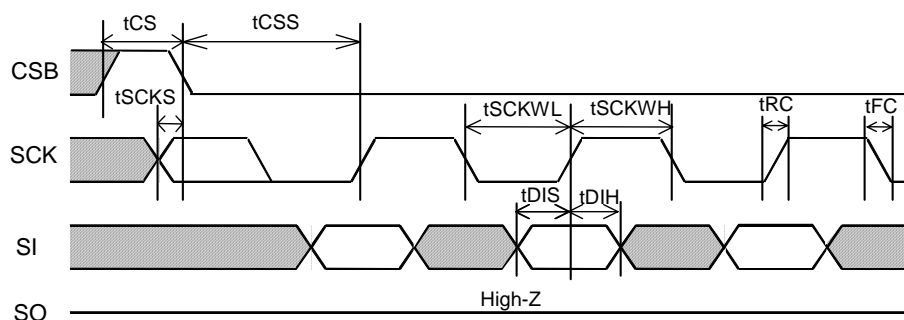 tCS tCSS
CSB
tSCKS
tSCKWL tSCKWH tRC tFC
SCK
tDIS tDIH
SI
High-Z
SO